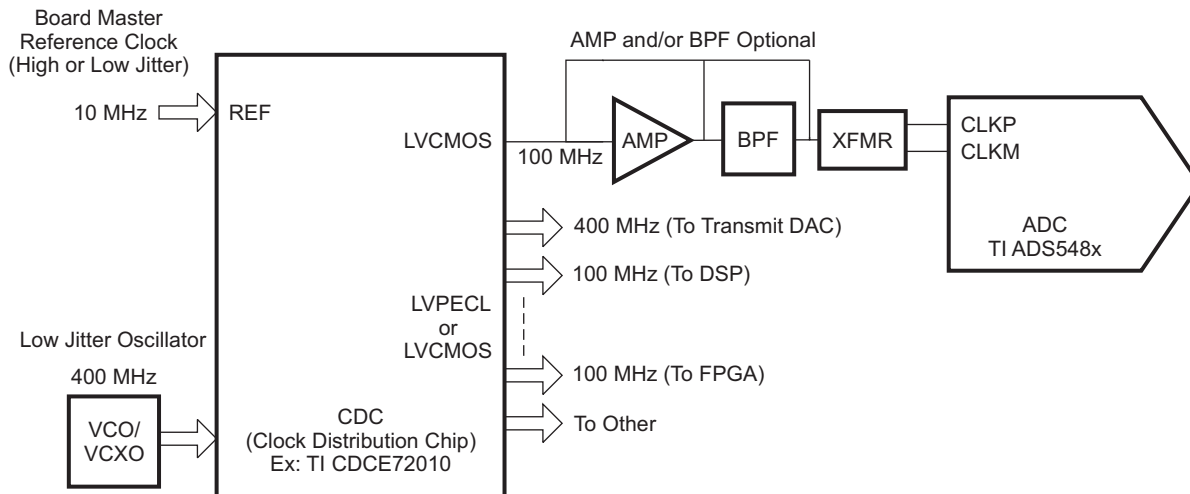 Board Master
Reference Clock
(High or Low Jitter)
10 MHz
REF
LVCMOS
100 MHz
AMP and/or BPF Optional
AMP
BPF
XFMR
CLKP
CLKM
ADC
TI ADS548x
400 MHz (To Transmit DAC)
100 MHz (To DSP)
LVPECL
or
LVCMOS
100 MHz (To FPGA)
To Other
Low Jitter Oscillator
400 MHz
VCO/
VCXO
CDC
(Clock Distribution Chip)
Ex: TI CDCE72010